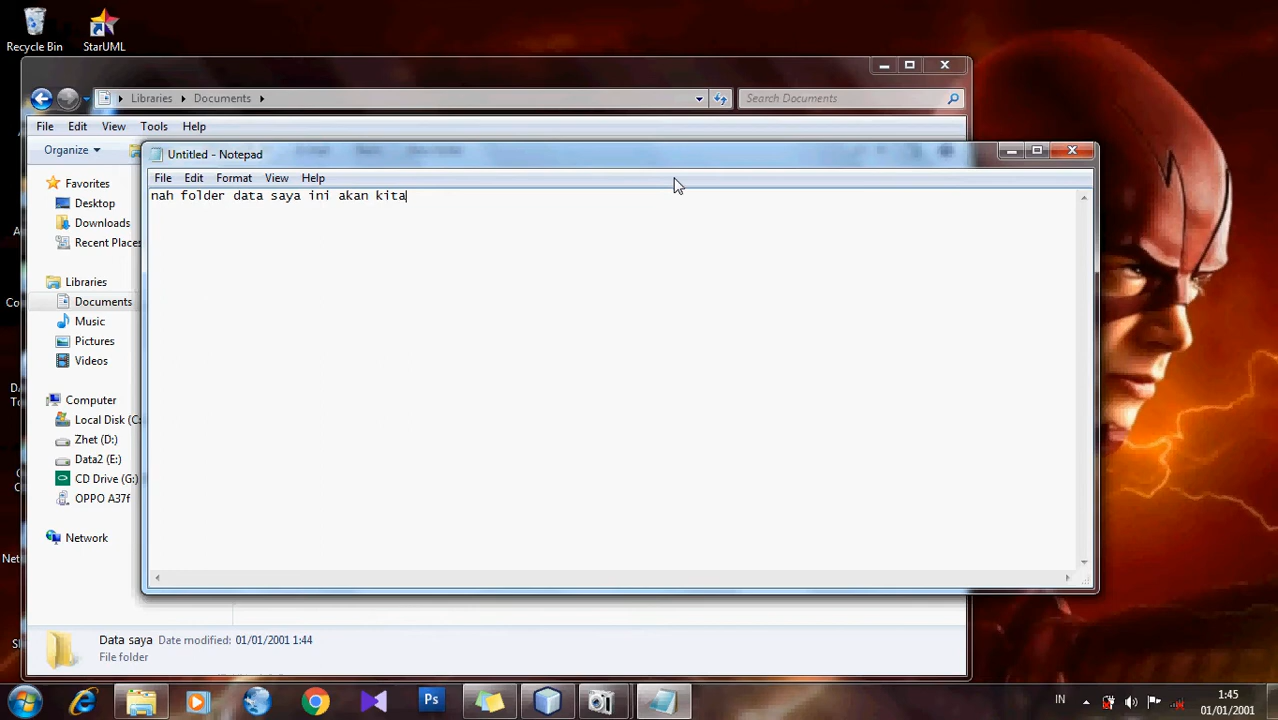 Recycle Bin
StarUML
Libraries
Documents
Search Documents
File Edit View Tools Help
Organize
Untitled - Notepad
File Edit Format View Help
nah folder data saya ini akan kita
Favorites
Desktop
Downloads
Recent Places
Libraries
Documents
Music
Pictures
Videos
Computer
Local Disk (C:
Zhet (D:)
Data2 (E:)
CD Drive (G:)
OPPO A37f
Network
Data saya Date modified: 01/01/2001 1:44
File folder
Ps
IN
1:45
01/01/2001